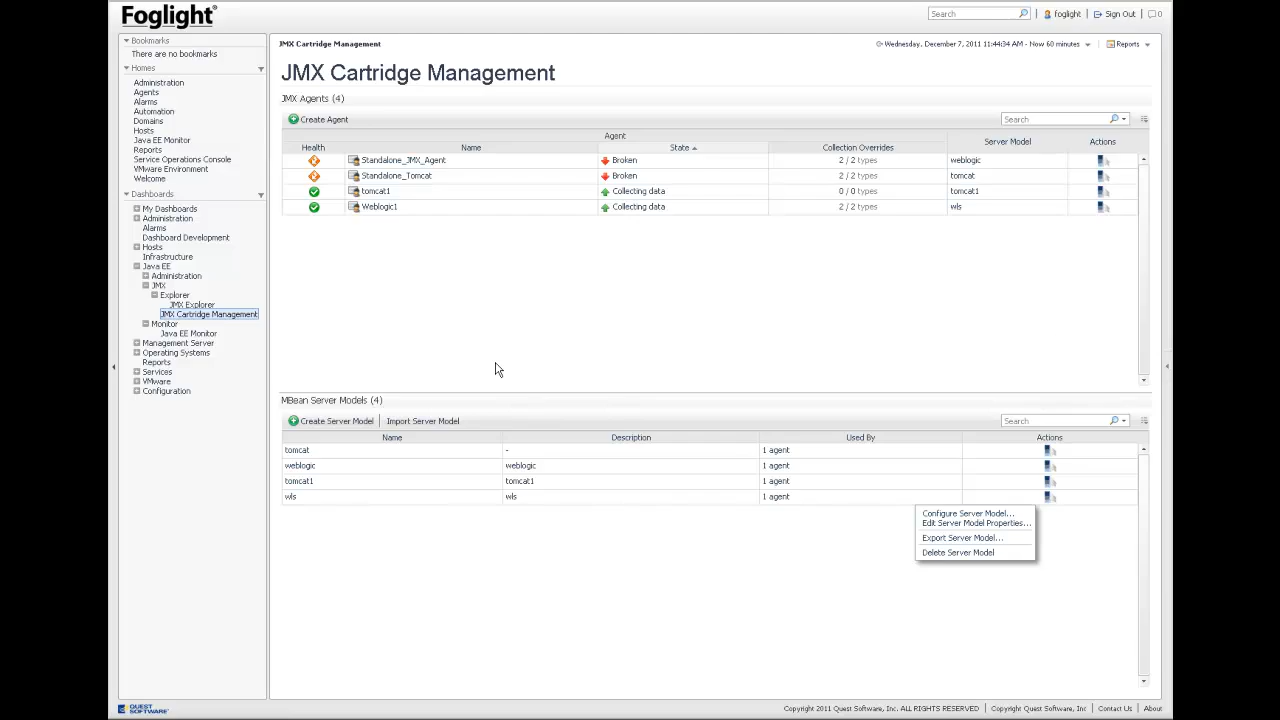 Foglight
Search
foglight
Sign Out
0
Bookmarks
There are no bookmarks
Homes
Administration
Agents
Alarms
Automation
Domains
Hosts
Java EE Monitor
Reports
Service Operations Console
VMware Environment
Welcome
Dashboards
My Dashboards
Administration
Alarms
Dashboard Development
Hosts
Infrastructure
Java EE
Administration
JMX
Explorer
JMX Explorer
JMX Cartridge Management
Monitor
Java EE Monitor
Management Server
Operating Systems
Reports
Services
VMware
Configuration
JMX Cartridge Management
Wednesday, December 7, 2011 11:44:34 AM - Now 60 minutes
Reports
JMX Cartridge Management
JMX Agents (4)
Create Agent
Search
Agent
Health Name State Collection Overrides Server Model Actions
Standalone_JMX_Agent Broken 2 / 2 types weblogic
Standalone_Tomcat Broken 2 / 2 types tomcat
tomcat1 Collecting data 0 / 0 types tomcat1
Weblogic1 Collecting data 2 / 2 types wls
MBean Server Models (4)
Create Server Model Import Server Model
Search
Name Description Used By Actions
tomcat - 1 agent
weblogic weblogic 1 agent
tomcat1 tomcat1 1 agent
wls wls 1 agent
Configure Server Model...
Edit Server Model Properties...
Export Server Model...
Delete Server Model
QUEST SOFTWARE
Copyright 2011 Quest Software, Inc. ALL RIGHTS RESERVED | Copyright Quest Software, Inc | Contact Us | About